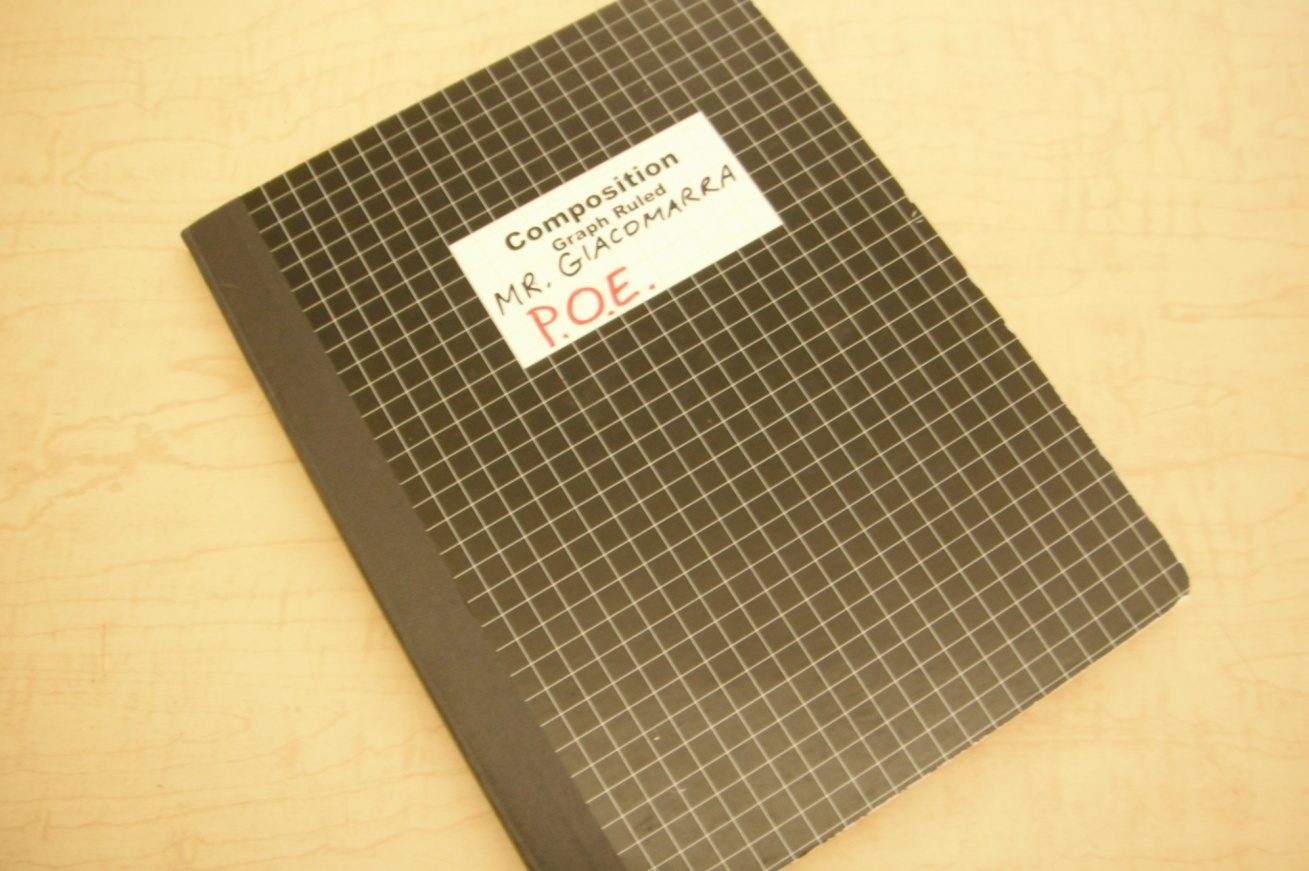 Composition
Graph Ruled
MR. GIACOMARRA
P.O.E.